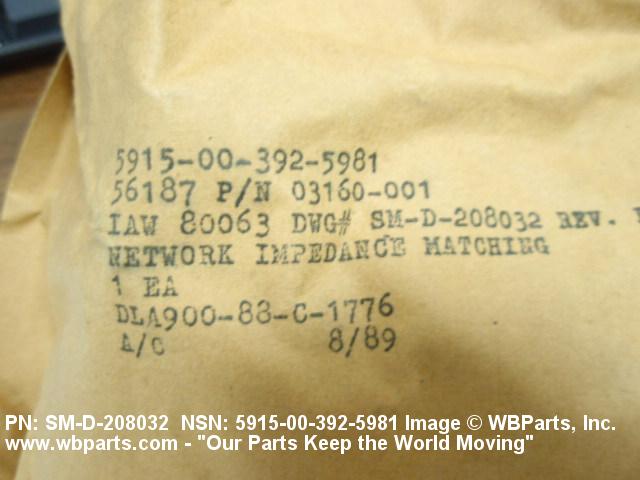 5915-00-392-5981
56187 P/N 03160-001
IAW 80063 DWG# SM-D-208032 REV.
NETWORK IMPEDANCE MATCHING
1 EA
DLA900-88-C-1776
A/C 8/89
PN: SM-D-208032 NSN: 5915-00-392-5981 Image © WBParts, Inc.
www.wbparts.com - "Our Parts Keep the World Moving"